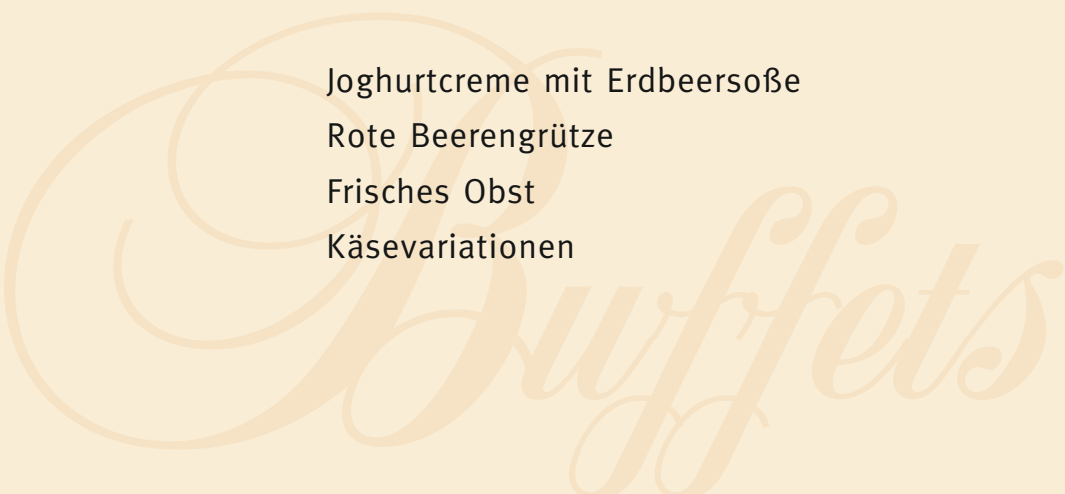 Joghurtcreme mit Erdbeersoße
Rote Beerengrütze
Frisches Obst
Käsevariationen
Buffets